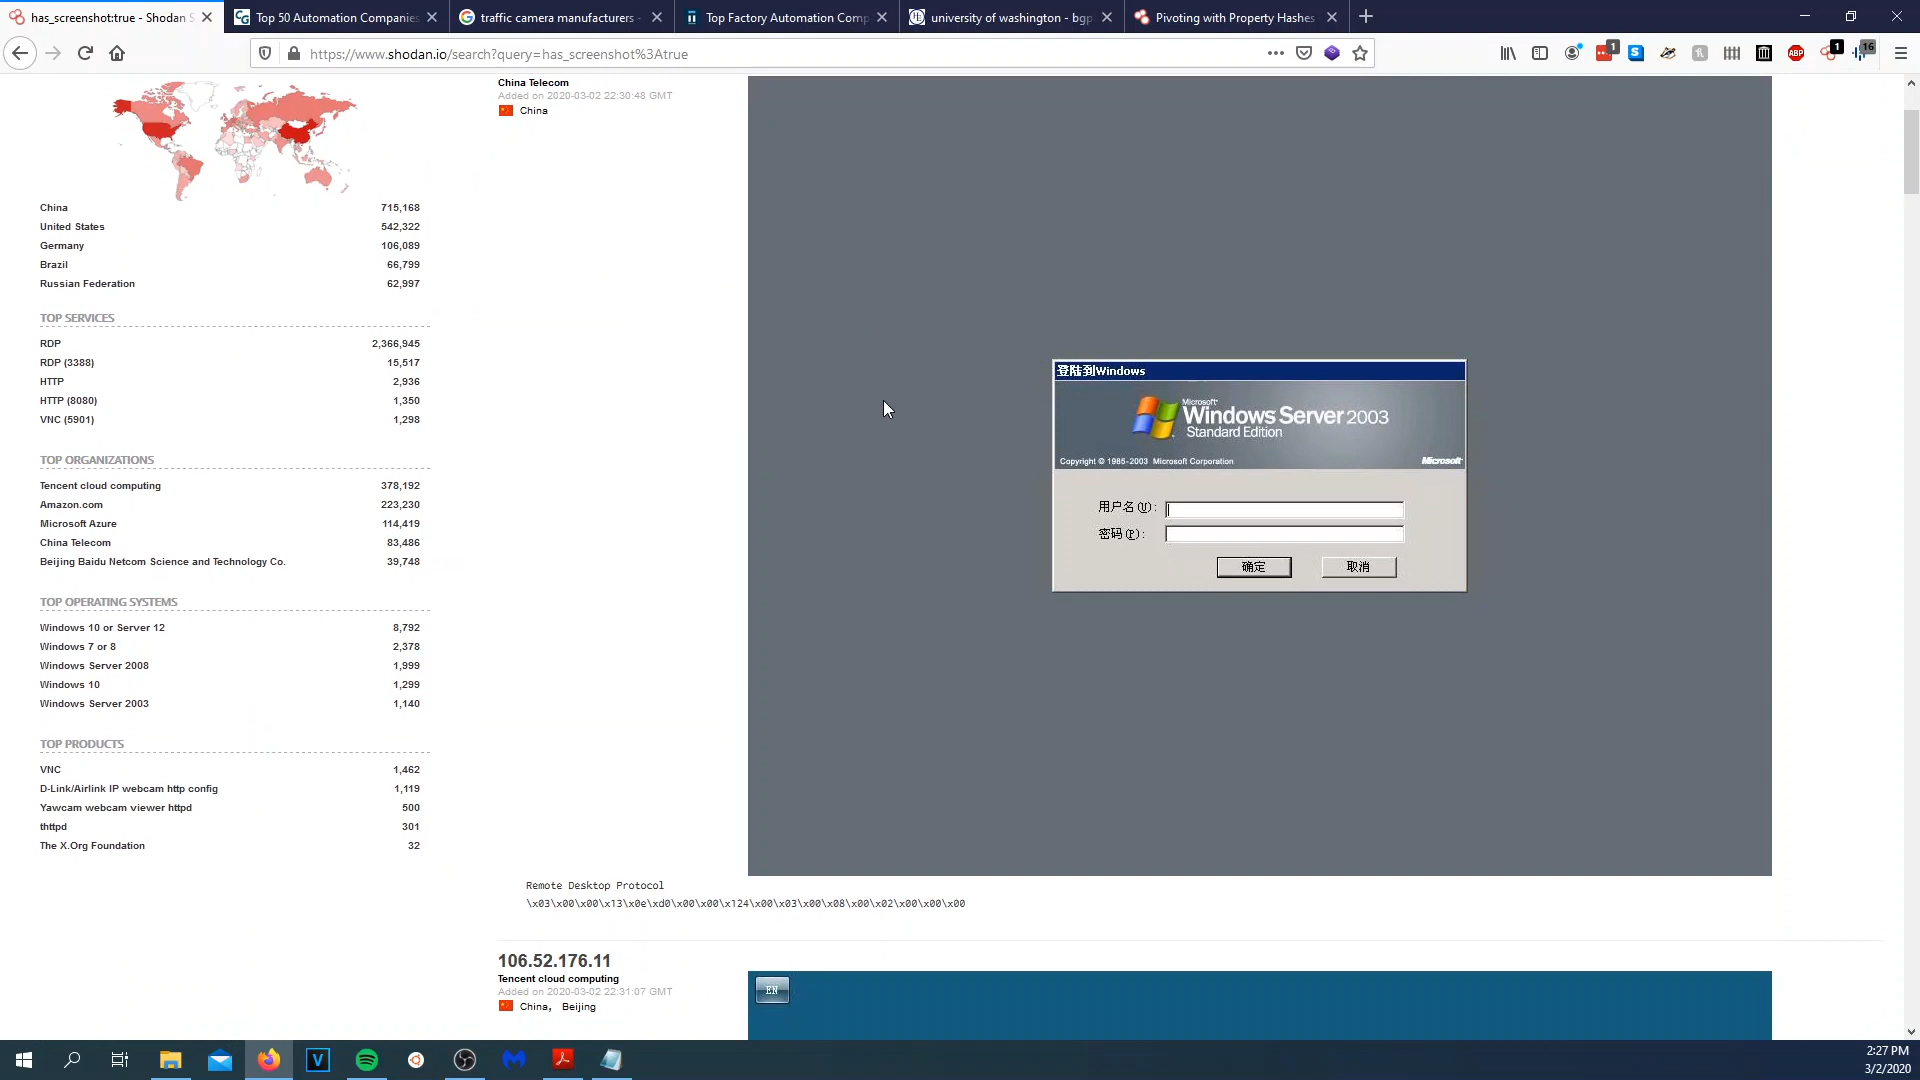 has_screenshot:true - Shodan S
Top 50 Automation Companies
traffic camera manufacturers -
Top Factory Automation Comp
university of washington - bgp
Pivoting with Property Hashes
https://www.shodan.io/search?query=has_screenshot%3Atrue
1
S
ABP
1
16
China 715,168
United States 542,322
Germany 106,089
Brazil 66,799
Russian Federation 62,997
TOP SERVICES
RDP 2,366,945
RDP (3388) 15,517
HTTP 2,936
HTTP (8080) 1,350
VNC (5901) 1,298
TOP ORGANIZATIONS
Tencent cloud computing 378,192
Amazon.com 223,230
Microsoft Azure 114,419
China Telecom 83,486
Beijing Baidu Netcom Science and Technology Co. 39,748
TOP OPERATING SYSTEMS
Windows 10 or Server 12 8,792
Windows 7 or 8 2,378
Windows Server 2008 1,999
Windows 10 1,299
Windows Server 2003 1,140
TOP PRODUCTS
VNC 1,462
D-Link/Airlink IP webcam http config 1,119
Yawcam webcam viewer httpd 500
thttpd 301
The X.Org Foundation 32
China Telecom
Added on 2020-03-02 22:30:48 GMT
China
登陆到Windows
Microsoft
Windows Server 2003
Standard Edition
Copyright © 1985-2003 Microsoft Corporation Microsoft
用户名(U):
密码(P):
确定 取消
Remote Desktop Protocol
\x03\x00\x00\x13\x0e\xd0\x00\x00\x124\x00\x03\x00\x08\x00\x02\x00\x00\x00
106.52.176.11
Tencent cloud computing
Added on 2020-03-02 22:31:07 GMT
China, Beijing
EN
V
2:27 PM
3/2/2020